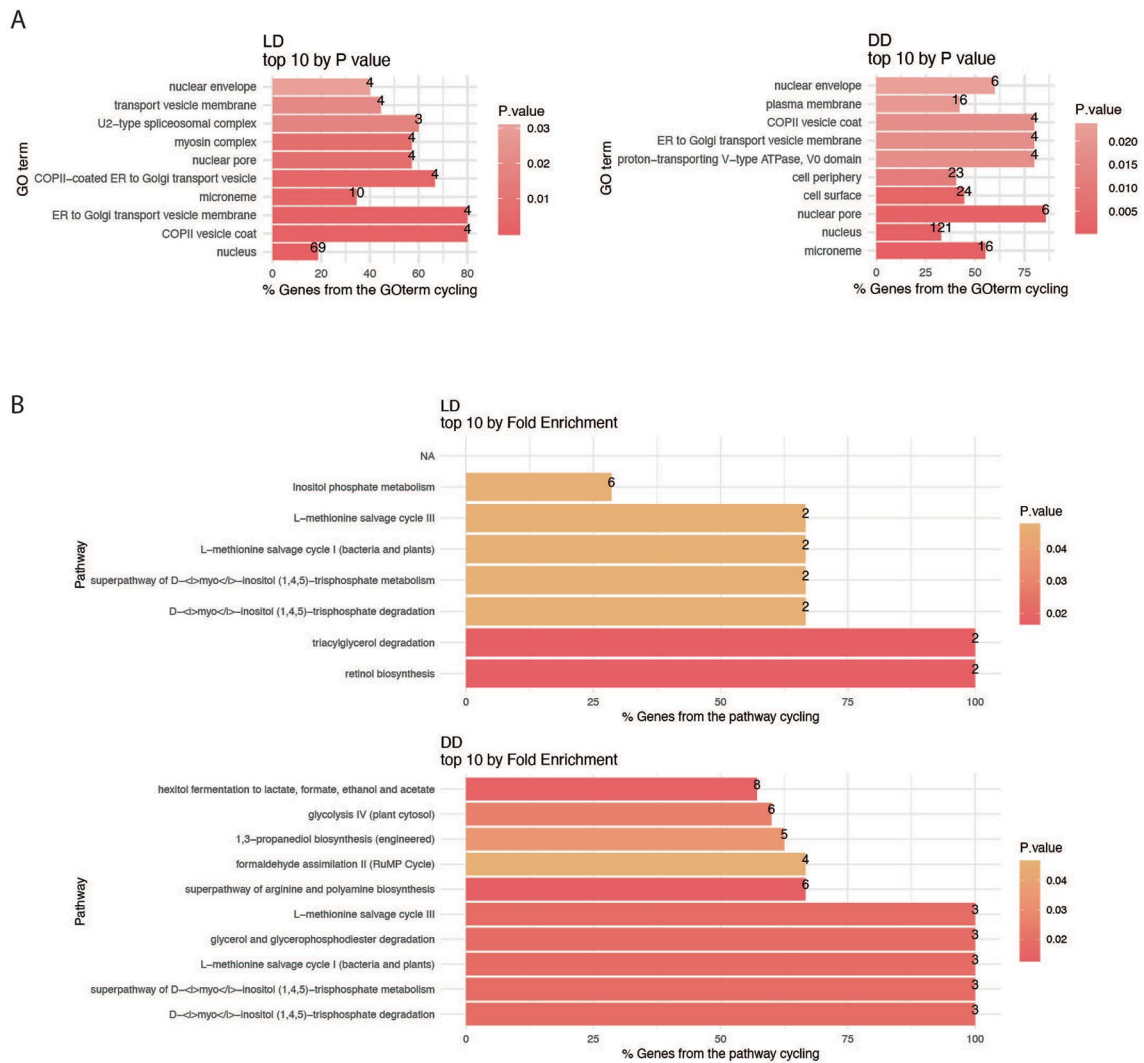 A
LD
top 10 by P value
GO term
nuclear envelope
transport vesicle membrane
U2-type spliceosomal complex
myosin complex
nuclear pore
COPII-coated ER to Golgi transport vesicle
microneme
ER to Golgi transport vesicle membrane
COPII vesicle coat
nucleus
4
4
3
4
4
4
10
4
4
69
0 20 40 60 80
% Genes from the GOterm cycling
P.value
0.03
0.02
0.01
DD
top 10 by P value
GO term
nuclear envelope
plasma membrane
COPII vesicle coat
ER to Golgi transport vesicle membrane
proton-transporting V-type ATPase, V0 domain
cell periphery
cell surface
nuclear pore
nucleus
microneme
6
16
4
4
4
23
24
6
121
16
0 25 50 75
% Genes from the GOterm cycling
P.value
0.020
0.015
0.010
0.005
B
LD
top 10 by Fold Enrichment
Pathway
NA
Inositol phosphate metabolism
L-methionine salvage cycle III
L-methionine salvage cycle I (bacteria and plants)
superpathway of D-<i>myo</i>-inositol (1,4,5)-trisphosphate metabolism
D-<i>myo</i>-inositol (1,4,5)-trisphosphate degradation
triacylglycerol degradation
retinol biosynthesis
6
2
2
2
2
2
2
0 25 50 75 100
% Genes from the pathway cycling
P.value
0.04
0.03
0.02
DD
top 10 by Fold Enrichment
Pathway
hexitol fermentation to lactate, formate, ethanol and acetate
glycolysis IV (plant cytosol)
1,3-propanediol biosynthesis (engineered)
formaldehyde assimilation II (RuMP Cycle)
superpathway of arginine and polyamine biosynthesis
L-methionine salvage cycle III
glycerol and glycerophosphodiester degradation
L-methionine salvage cycle I (bacteria and plants)
superpathway of D-<i>myo</i>-inositol (1,4,5)-trisphosphate metabolism
D-<i>myo</i>-inositol (1,4,5)-trisphosphate degradation
8
6
5
4
6
3
3
3
3
3
0 25 50 75 100
% Genes from the pathway cycling
P.value
0.04
0.03
0.02